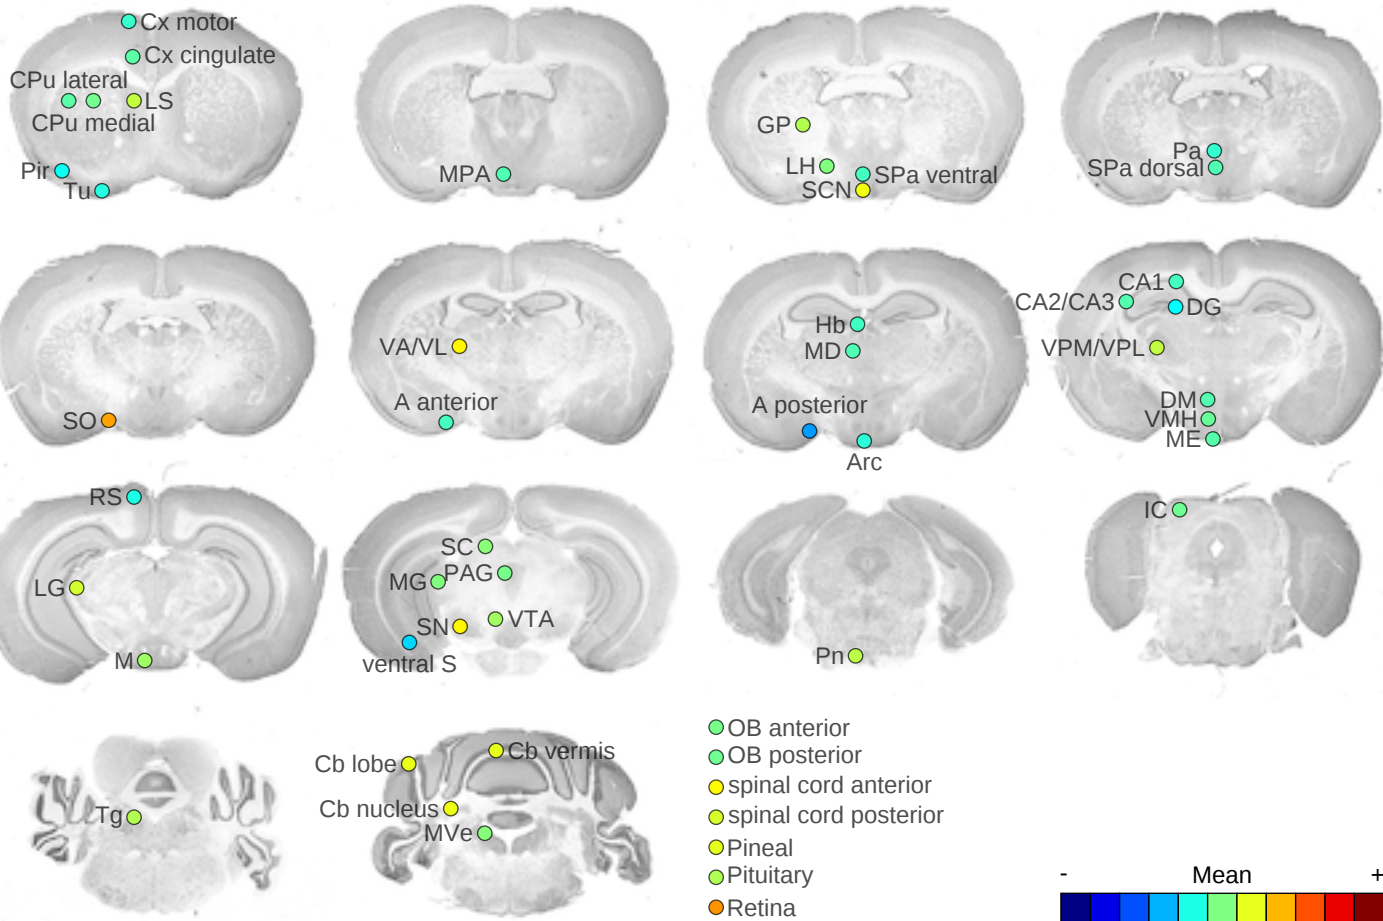 Cx motor
Cx cingulate
CPu lateral
LS
CPu medial
Pir
Tu
MPA
GP
LH
SPa ventral
SCN
Pa
SPa dorsal
SO
VA/VL
A anterior
Hb
MD
A posterior
Arc
CA1
CA2/CA3
DG
VPM/VPL
DM
VMH
ME
RS
LG
M
SC
MG
PAG
SN
VTA
ventral S
Pn
IC
Tg
Cb lobe
Cb vermis
Cb nucleus
MVe
OB anterior
OB posterior
spinal cord anterior
spinal cord posterior
Pineal
Pituitary
Retina
- Mean +